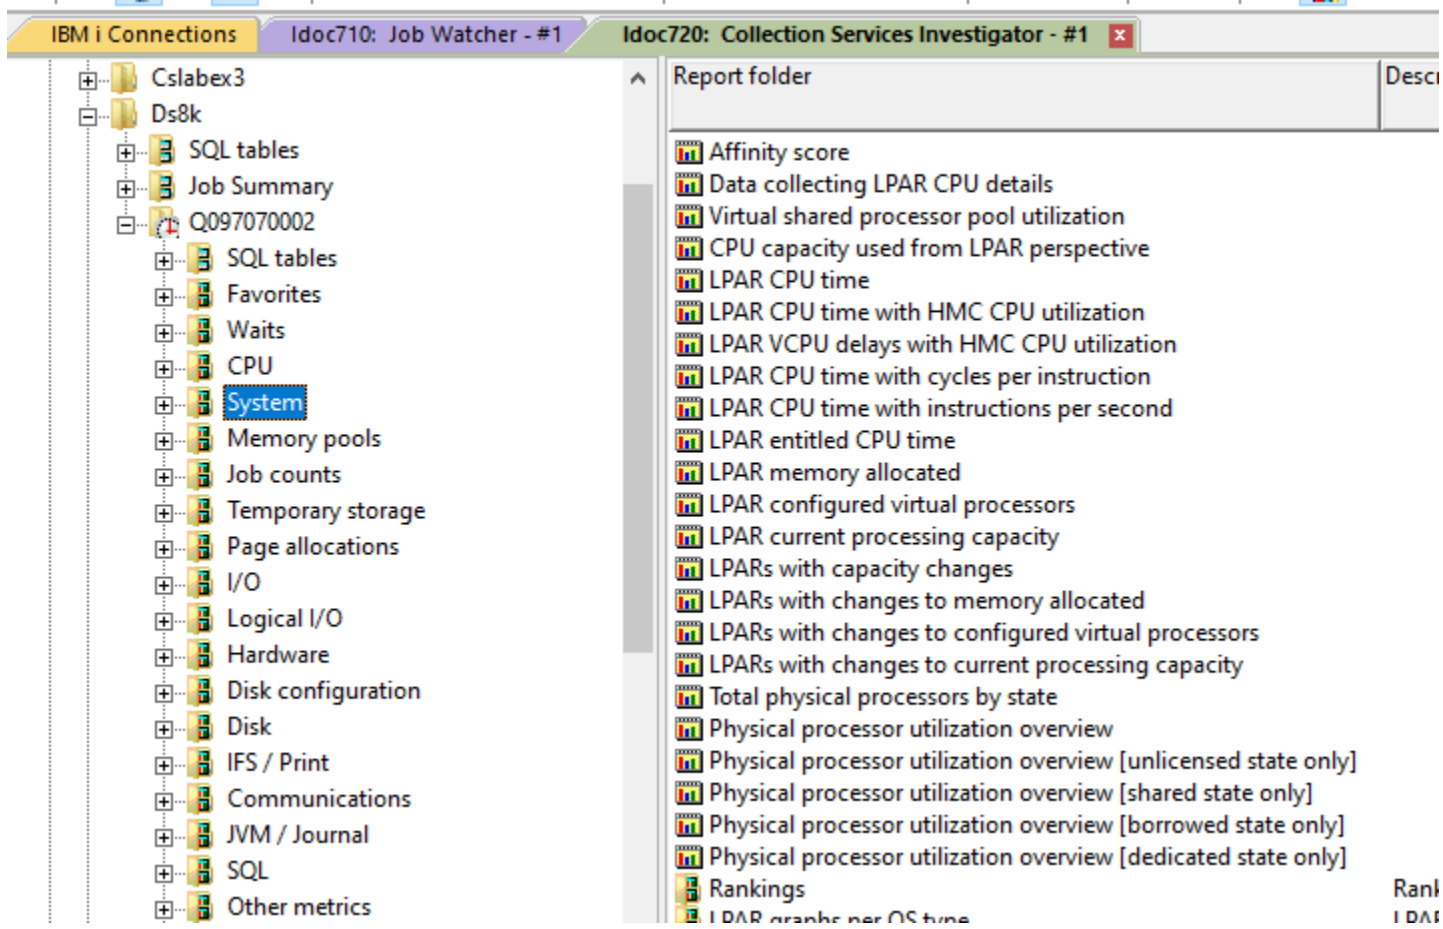 IBM i Connections
Idoc710: Job Watcher - #1
Idoc720: Collection Services Investigator - #1
Cslabex3
Ds8k
SQL tables
Job Summary
Q097070002
SQL tables
Favorites
Waits
CPU
System
Memory pools
Job counts
Temporary storage
Page allocations
I/O
Logical I/O
Hardware
Disk configuration
Disk
IFS / Print
Communications
JVM / Journal
SQL
Other metrics
Report folder
Descr
Affinity score
Data collecting LPAR CPU details
Virtual shared processor pool utilization
CPU capacity used from LPAR perspective
LPAR CPU time
LPAR CPU time with HMC CPU utilization
LPAR VCPU delays with HMC CPU utilization
LPAR CPU time with cycles per instruction
LPAR CPU time with instructions per second
LPAR entitled CPU time
LPAR memory allocated
LPAR configured virtual processors
LPAR current processing capacity
LPARs with capacity changes
LPARs with changes to memory allocated
LPARs with changes to configured virtual processors
LPARs with changes to current processing capacity
Total physical processors by state
Physical processor utilization overview
Physical processor utilization overview [unlicensed state only]
Physical processor utilization overview [shared state only]
Physical processor utilization overview [borrowed state only]
Physical processor utilization overview [dedicated state only]
Rankings Rank
LPAR graphs per OS type LPAR